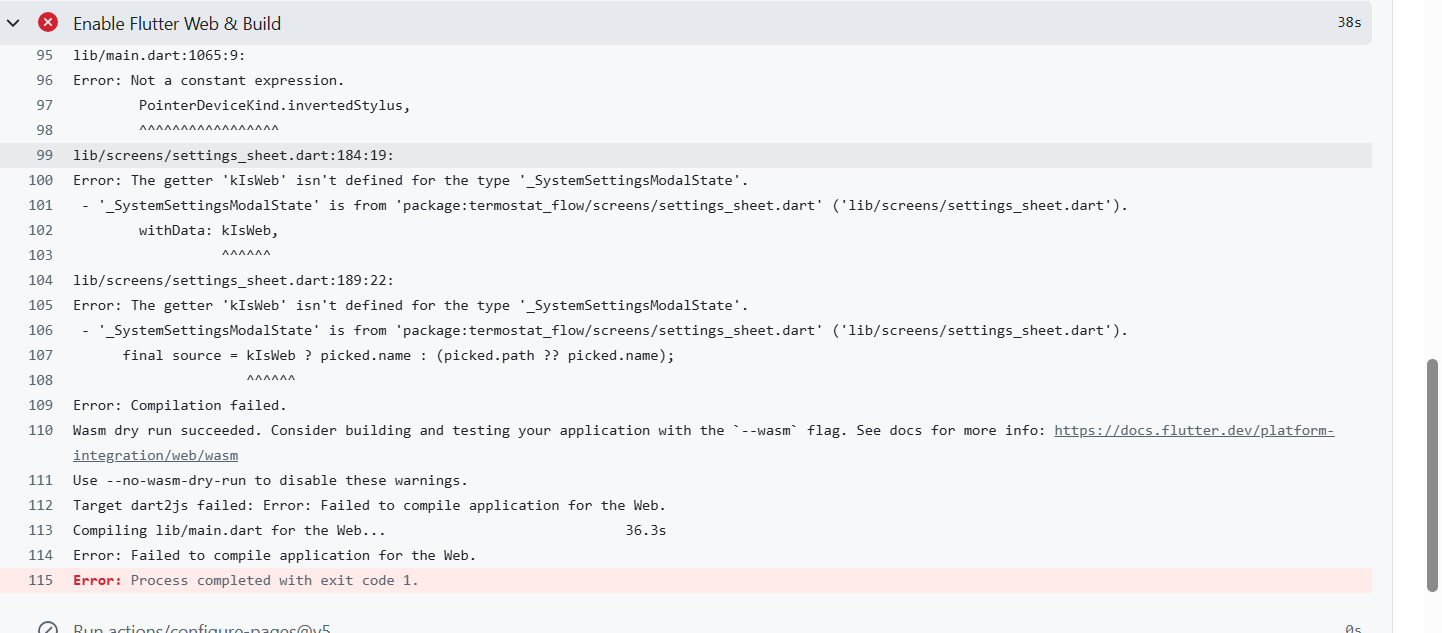 Enable Flutter Web & Build 38s
95 lib/main.dart:1065:9:
96 Error: Not a constant expression.
97         PointerDeviceKind.invertedStylus,
98         ^^^^^^^^^^^^^^^^^
99 lib/screens/settings_sheet.dart:184:19:
100 Error: The getter 'kIsWeb' isn't defined for the type '_SystemSettingsModalState'.
101  - '_SystemSettingsModalState' is from 'package:termostat_flow/screens/settings_sheet.dart' ('lib/screens/settings_sheet.dart').
102         withData: kIsWeb,
103                   ^^^^^^
104 lib/screens/settings_sheet.dart:189:22:
105 Error: The getter 'kIsWeb' isn't defined for the type '_SystemSettingsModalState'.
106  - '_SystemSettingsModalState' is from 'package:termostat_flow/screens/settings_sheet.dart' ('lib/screens/settings_sheet.dart').
107       final source = kIsWeb ? picked.name : (picked.path ?? picked.name);
108                      ^^^^^^
109 Error: Compilation failed.
110 Wasm dry run succeeded. Consider building and testing your application with the `--wasm` flag. See docs for more info: https://docs.flutter.dev/platform-
integration/web/wasm
111 Use --no-wasm-dry-run to disable these warnings.
112 Target dart2js failed: Error: Failed to compile application for the Web.
113 Compiling lib/main.dart for the Web...                             36.3s
114 Error: Failed to compile application for the Web.
115 Error: Process completed with exit code 1.
Run actions/configure-pages@v5 0s